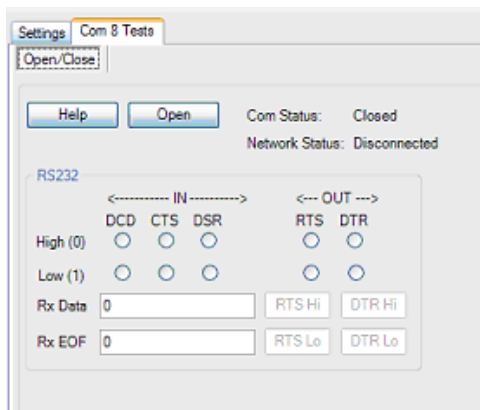 Settings Com 8 Tests
Open/Close
Help Open Com Status: Closed
Network Status: Disconnected
RS232
<----------- IN ----------> <--- OUT --->
DCD CTS DSR RTS DTR
High (0)
Low (1)
Rx Data 0 RTS Hi DTR Hi
Rx EOF 0 RTS Lo DTR Lo